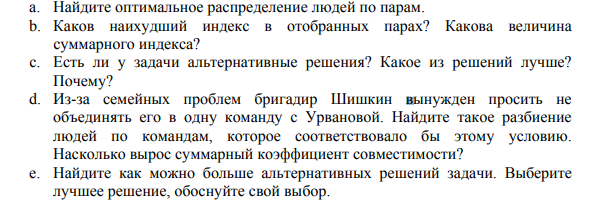 a. Найдите оптимальное распределение людей по парам.
b. Каков наихудший индекс в отобранных парах? Какова величина
суммарного индекса?
c. Есть ли у задачи альтернативные решения? Какое из решений лучше?
Почему?
d. Из-за семейных проблем бригадир Шишкин вынужден просить не
объединять его в одну команду с Урвановой. Найдите такое разбиение
людей по командам, которое соответствовало бы этому условию.
Насколько вырос суммарный коэффициент совместимости?
e. Найдите как можно больше альтернативных решений задачи. Выберите
лучшее решение, обоснуйте свой выбор.